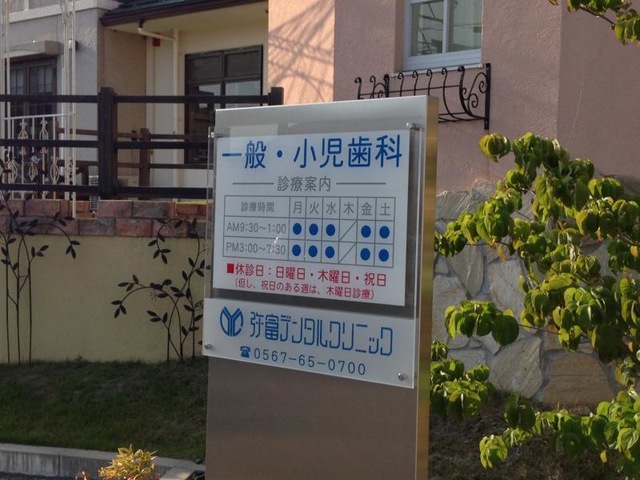 一般・小児歯科
診療案内
診療時間 月 火 水 木 金 土
AM9:30~1:00 ● ● ● ／ ● ●
PM3:00~7:30 ● ● ● ／ ● ●
■休診日：日曜日・木曜日・祝日
(但し、祝日のある週は、木曜日診療)
弥富デンタルクリニック
☎0567-65-0700